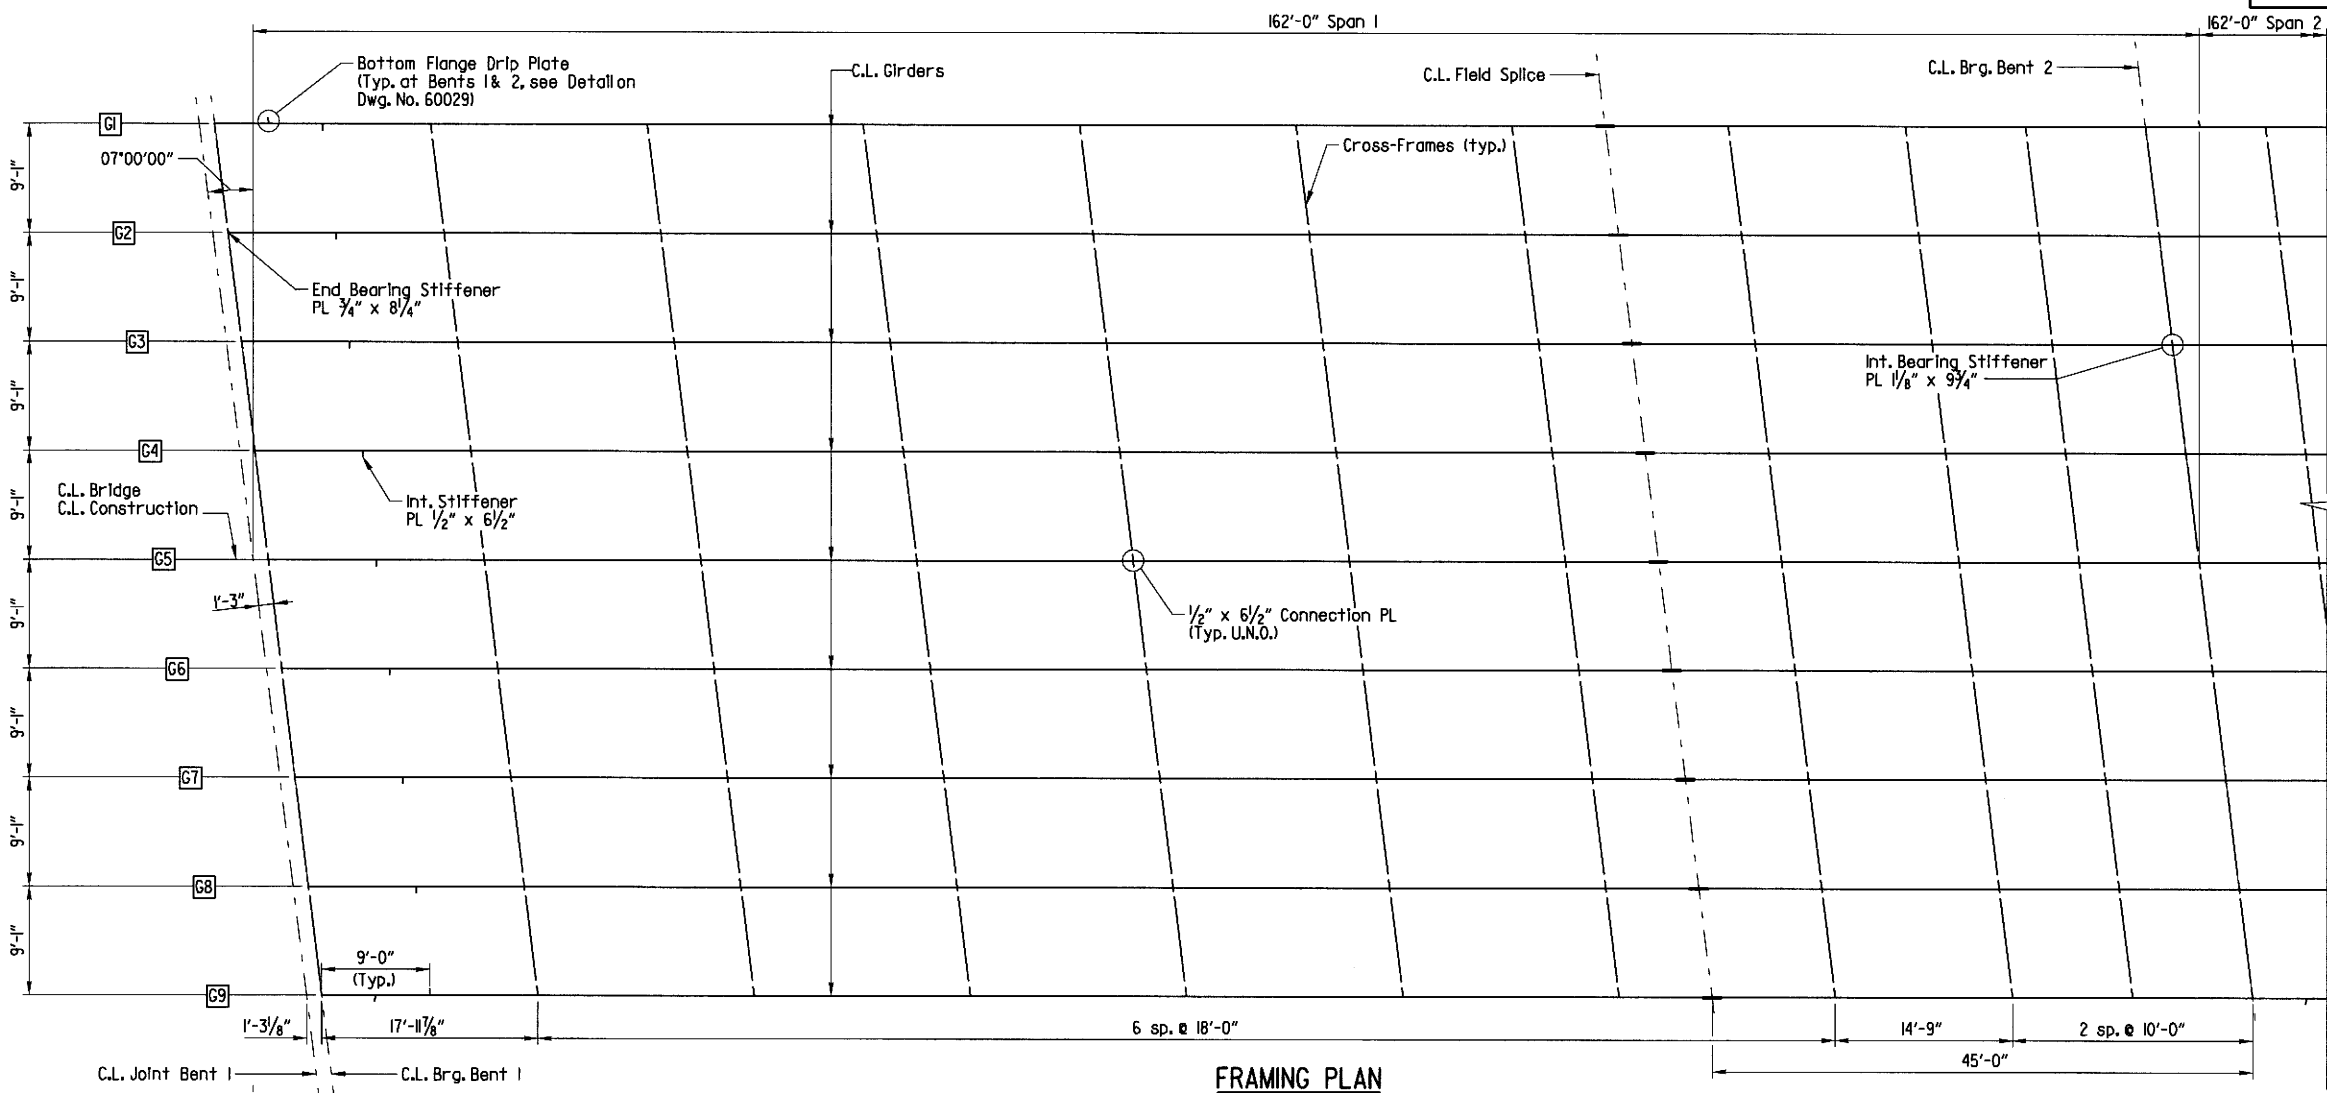 162'-0" Span 1
162'-0" Span 2
Bottom Flange Drip Plate
(Typ. at Bents 1 & 2, see Detail on
Dwg. No. 60029)
C.L. Girders
C.L. Field Splice
C.L. Brg. Bent 2
G1
07°00'00"
Cross-Frames (typ.)
9'-1"
G2
End Bearing Stiffener
PL 3/4" x 8 1/4"
9'-1"
G3
Int. Bearing Stiffener
PL 1 1/8" x 9 3/4"
9'-1"
G4
C.L. Bridge
C.L. Construction
Int. Stiffener
PL 1/2" x 6 1/2"
9'-1"
G5
1'-3"
1/2" x 6 1/2" Connection PL
(Typ. U.N.O.)
9'-1"
G6
9'-1"
G7
9'-1"
G8
9'-1"
9'-0"
(Typ.)
G9
1'-3 1/8"
17'-11 7/8"
6 sp. @ 18'-0"
14'-9"
2 sp. @ 10'-0"
45'-0"
C.L. Joint Bent 1
C.L. Brg. Bent 1
FRAMING PLAN